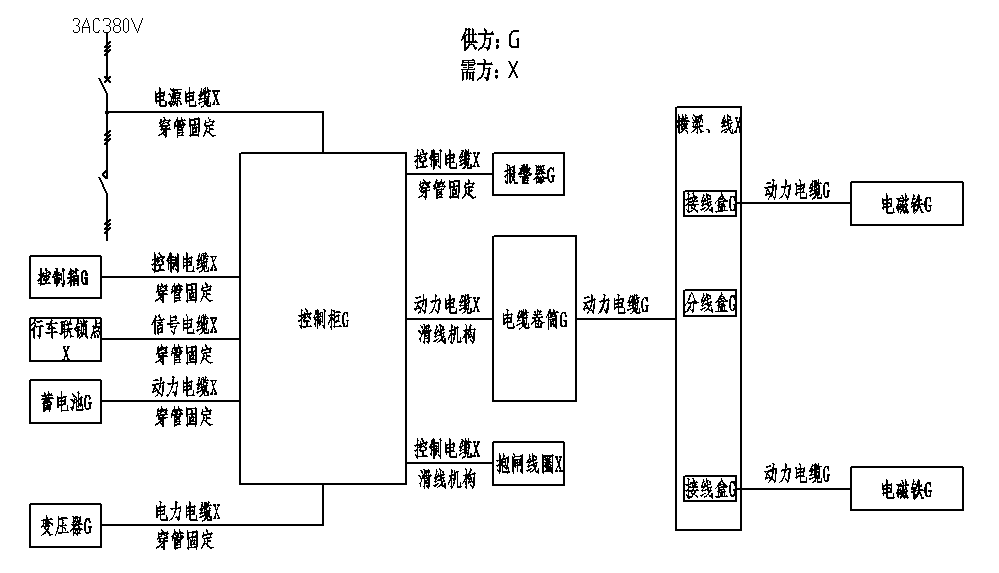 3AC380V
供方：G
需方：X
电源电缆X
穿管固定
横梁、线X
控制电缆X
穿管固定
报警器G
接线盒G
动力电缆G
电磁铁G
控制箱G
控制电缆X
穿管固定
控制柜G
动力电缆X
滑线机构
电缆卷筒G
动力电缆G
分线盒G
行车联锁点
X
信号电缆X
穿管固定
蓄电池G
动力电缆X
穿管固定
控制电缆X
滑线机构
抱闸线圈X
接线盒G
动力电缆G
电磁铁G
变压器G
电力电缆X
穿管固定